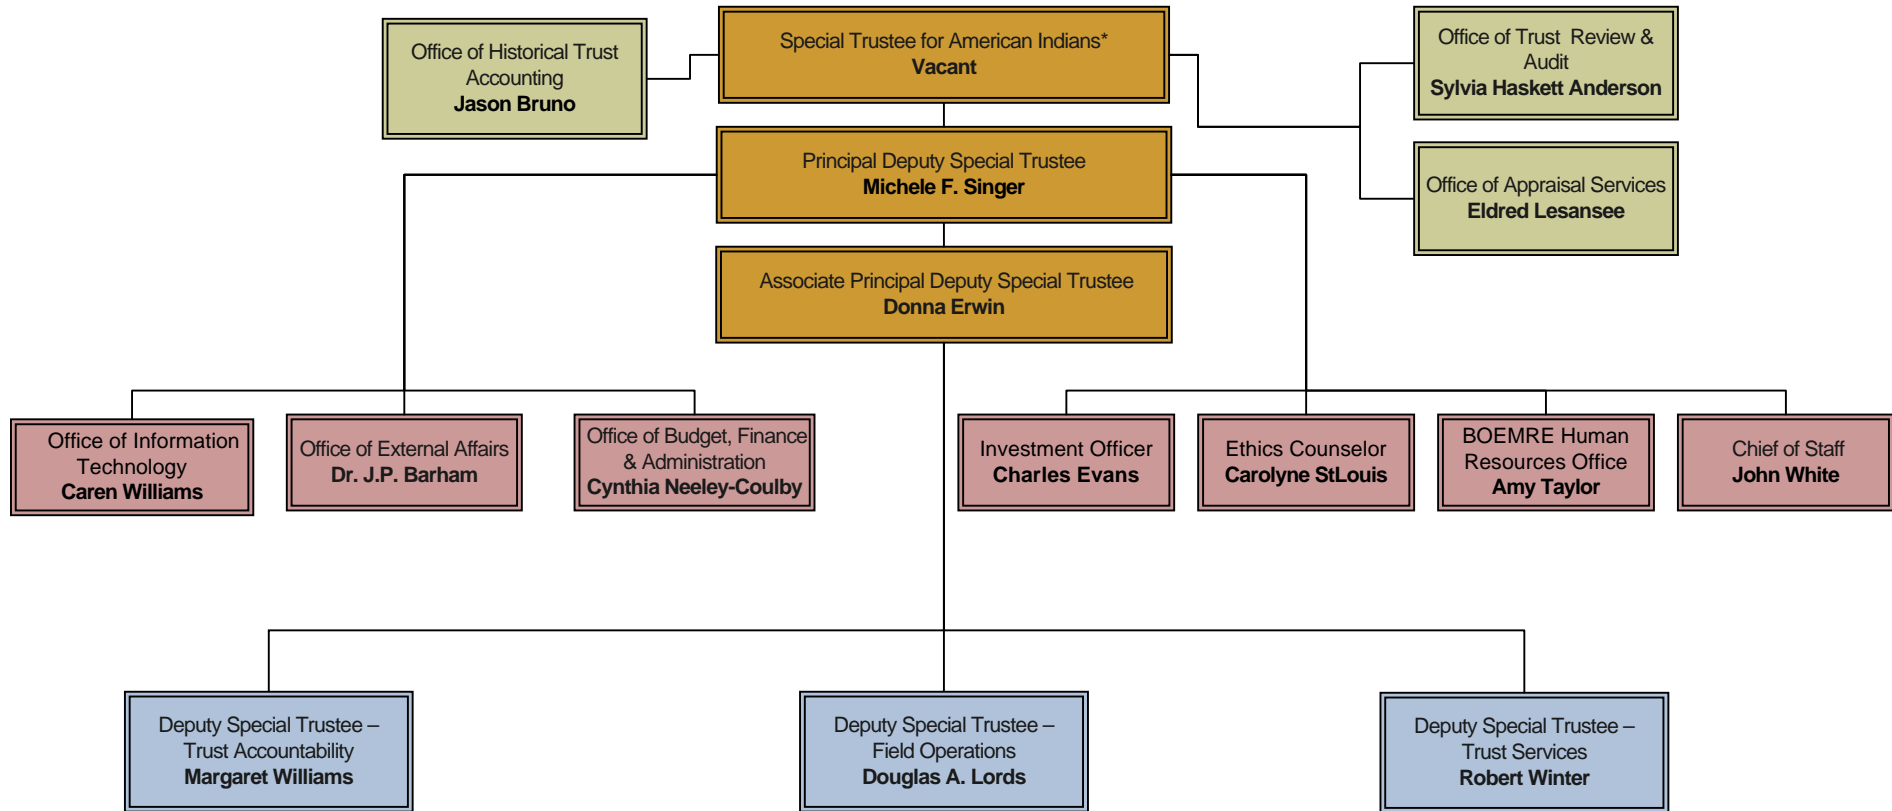 Office of Historical Trust
Accounting
Jason Bruno
Special Trustee for American Indians*
Vacant
Office of Trust Review &
Audit
Sylvia Haskett Anderson
Principal Deputy Special Trustee
Michele F. Singer
Office of Appraisal Services
Eldred Lesansee
Associate Principal Deputy Special Trustee
Donna Erwin
Office of Information
Technology
Caren Williams
Office of External Affairs
Dr. J.P. Barham
Office of Budget, Finance
& Administration
Cynthia Neeley-Coulby
Investment Officer
Charles Evans
Ethics Counselor
Carolyne StLouis
BOEMRE Human
Resources Office
Amy Taylor
Chief of Staff
John White
Deputy Special Trustee –
Trust Accountability
Margaret Williams
Deputy Special Trustee –
Field Operations
Douglas A. Lords
Deputy Special Trustee –
Trust Services
Robert Winter